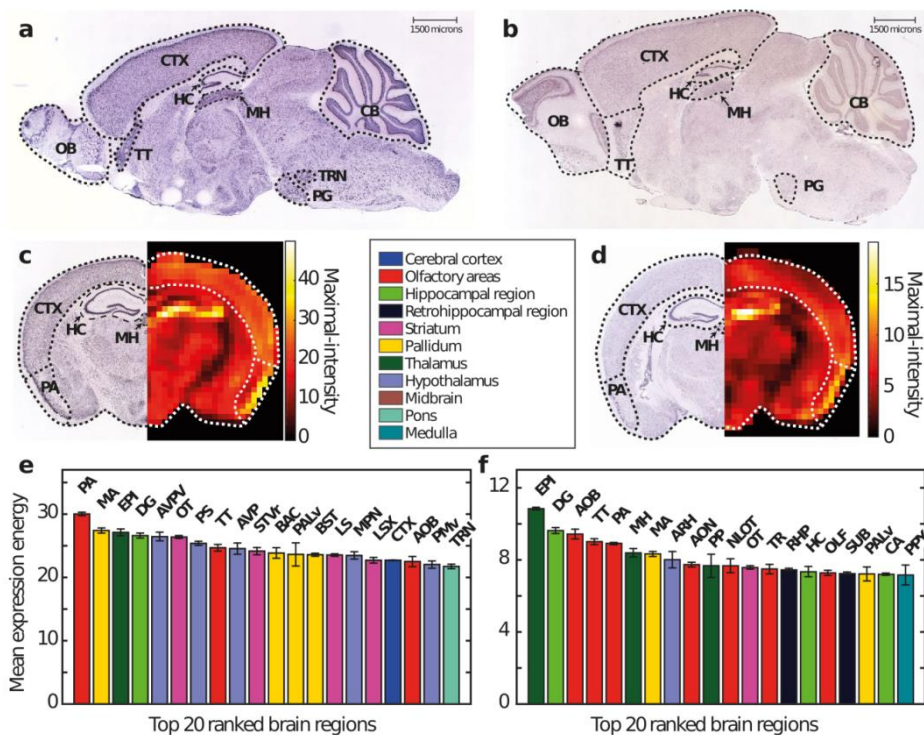 a
1500 microns
CTX
HC
MH
CB
OB
TT
TRN
PG
b
1500 microns
CTX
HC
MH
CB
OB
TT
PG
c
CTX
HC
MH
PA
40
30
20
10
0
Maximal-intensity
Cerebral cortex
Olfactory areas
Hippocampal region
Retrohippocampal region
Striatum
Pallidum
Thalamus
Hypothalamus
Midbrain
Pons
Medulla
d
CTX
HC
MH
PA
15
10
5
0
Maximal-intensity
e
Mean expression energy
30
20
10
0
PA MA EPI DG AVPV OT PS TT AVP STVr BAC PALv BST LS MPN LSX CTX AOB PMv TRN
Top 20 ranked brain regions
f
12
8
4
0
EPI DG AOB TT PA MH MA ARH AON PP NLOT OT TR RHP HC OLF SUB PALv CA
Top 20 ranked brain regions